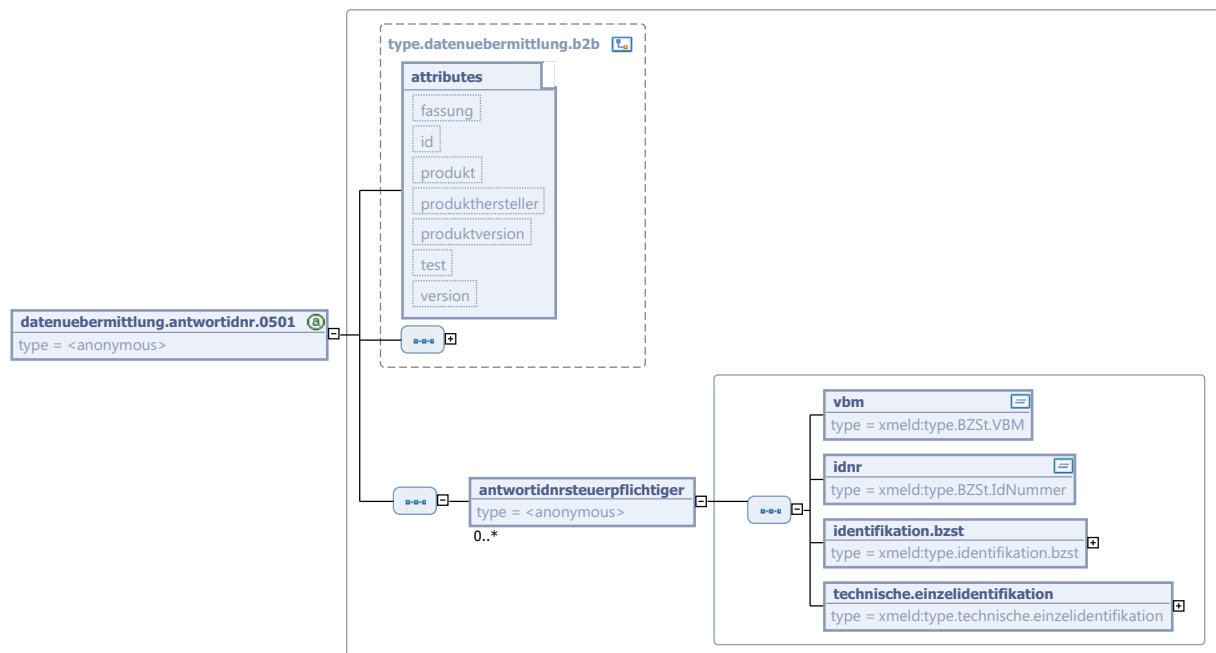 type.datenuebermittlung.b2b
attributes
fassung
id
produkt
produkthersteller
produktversion
test
version
datenuebermittlung.antwortidnr.0501
type = <anonymous>
antwortidnrsteuerpflichtiger
type = <anonymous>
0..*
vbm
type = xmeld:type.BZSt.VBM
idnr
type = xmeld:type.BZSt.IdNummer
identifikation.bzst
type = xmeld:type.identifikation.bzst
technische.einzelidentifikation
type = xmeld:type.technische.einzelidentifikation